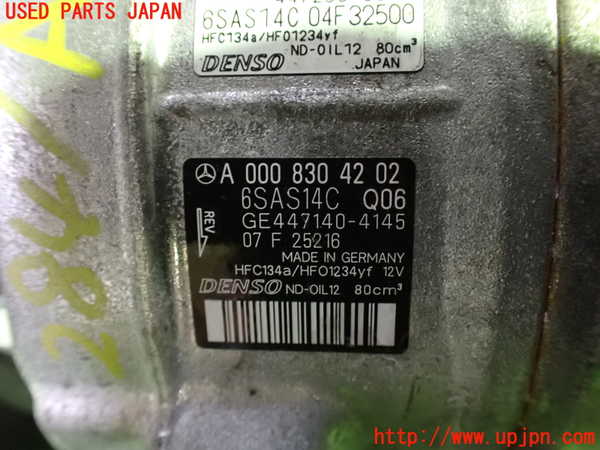 USED PARTS JAPAN
6SAS14C 04F32500
HFC134a/HFO1234yf
DENSO ND-OIL12 80cm³
JAPAN
A 000 830 42 02
6SAS14C Q06
REV
GE447140-4145
07 F 25216
MADE IN GERMANY
HFC134a/HFO1234yf 12V
DENSO ND-OIL12 80cm³
http://www.upjpn.com/